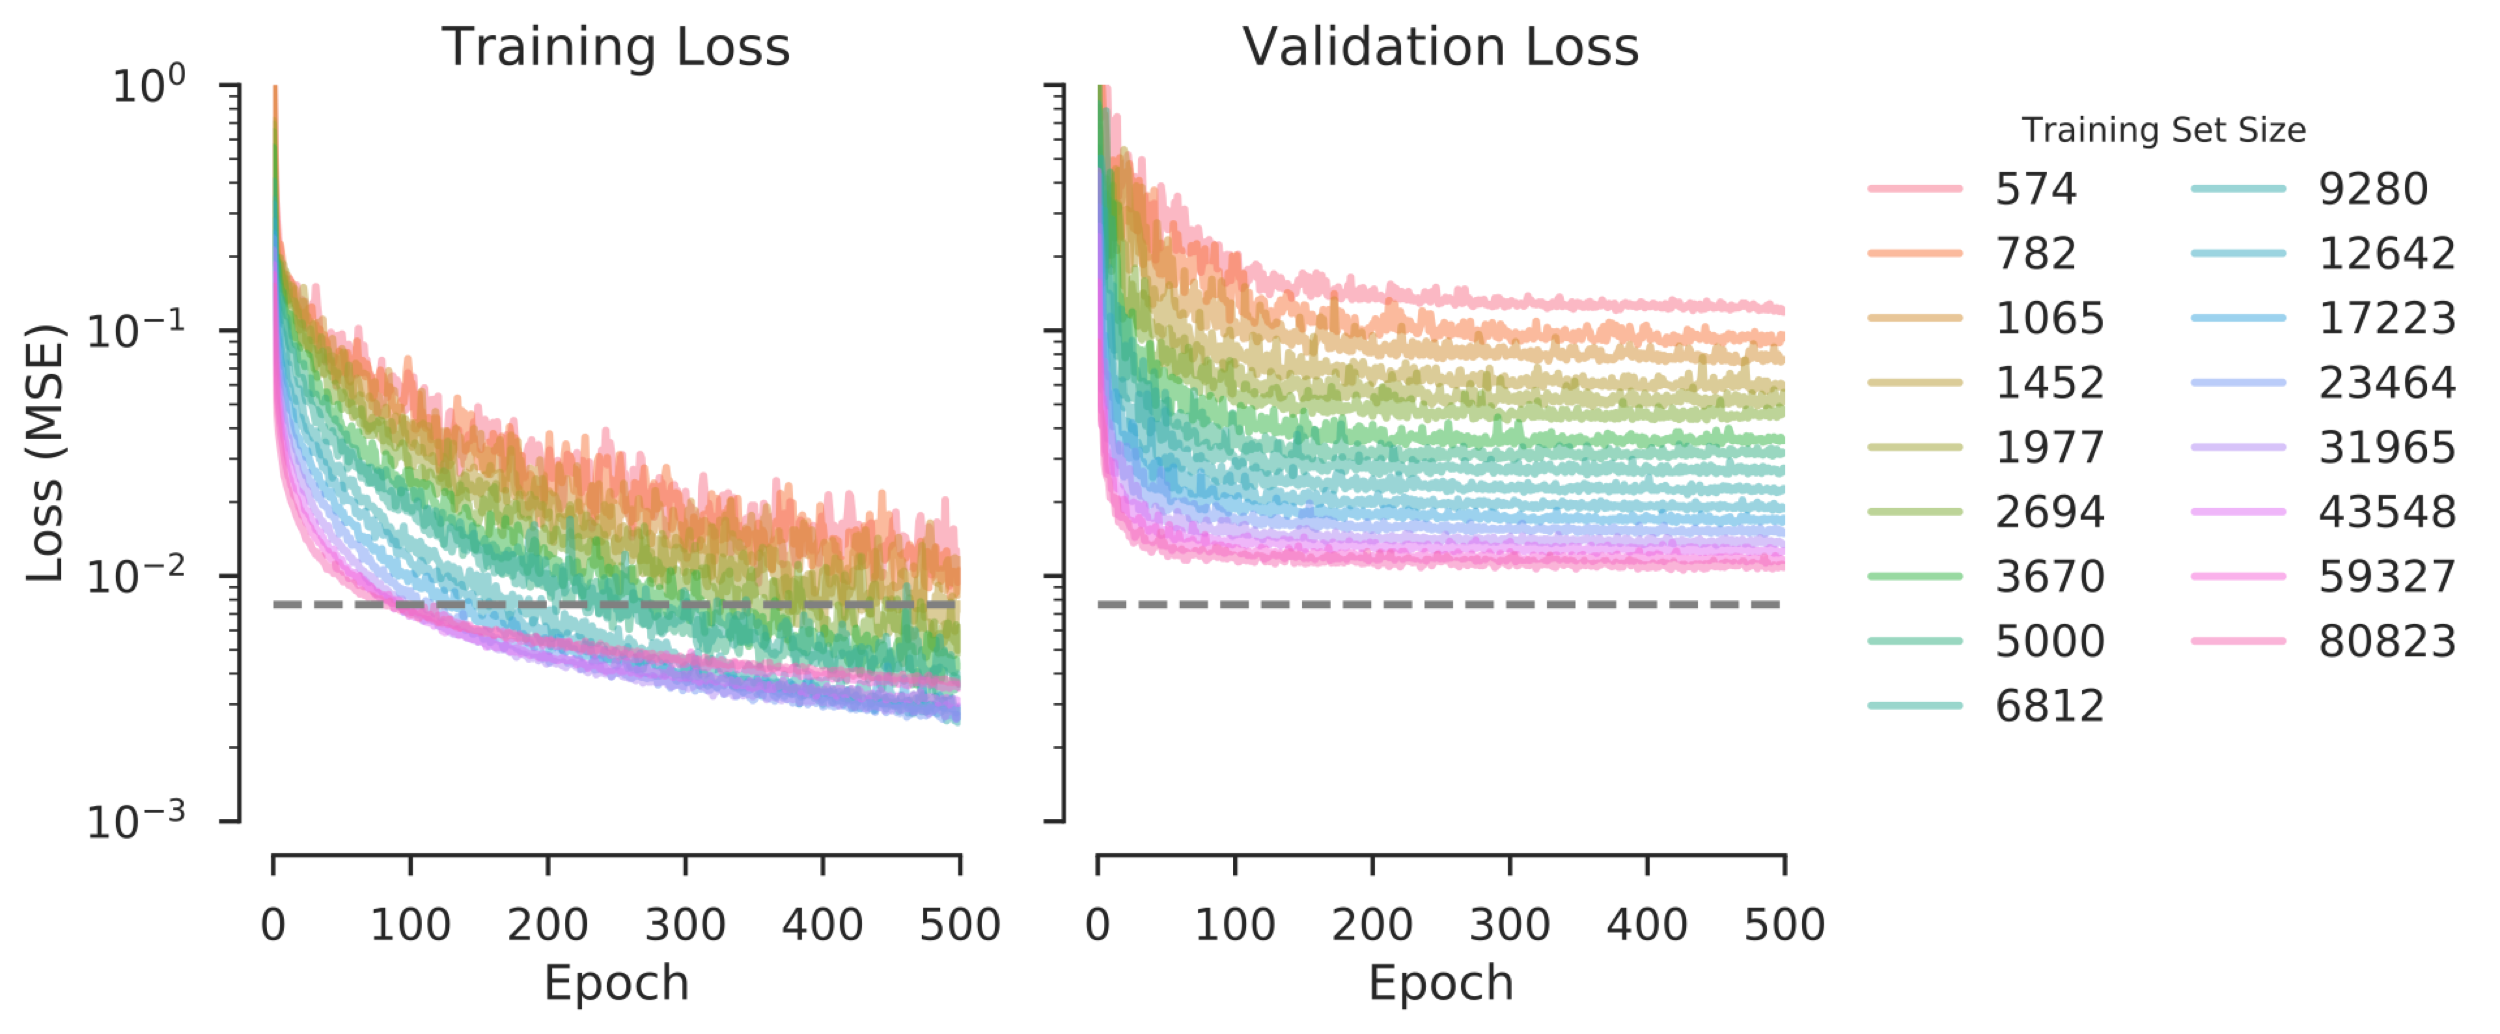 Training Loss
Validation Loss
Loss (MSE)
10⁰
10⁻¹
10⁻²
10⁻³
0 100 200 300 400 500
Epoch
0 100 200 300 400 500
Epoch
Training Set Size
574
782
1065
1452
1977
2694
3670
5000
6812
9280
12642
17223
23464
31965
43548
59327
80823